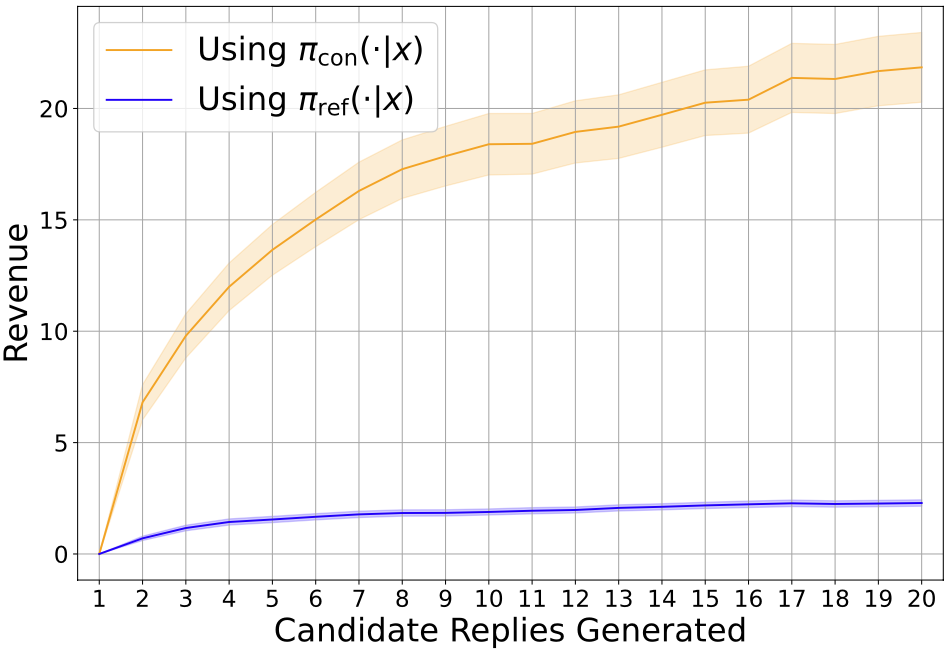 Using π_con(·|x)
Using π_ref(·|x)
Revenue
20
15
10
5
0
1 2 3 4 5 6 7 8 9 10 11 12 13 14 15 16 17 18 19 20
Candidate Replies Generated